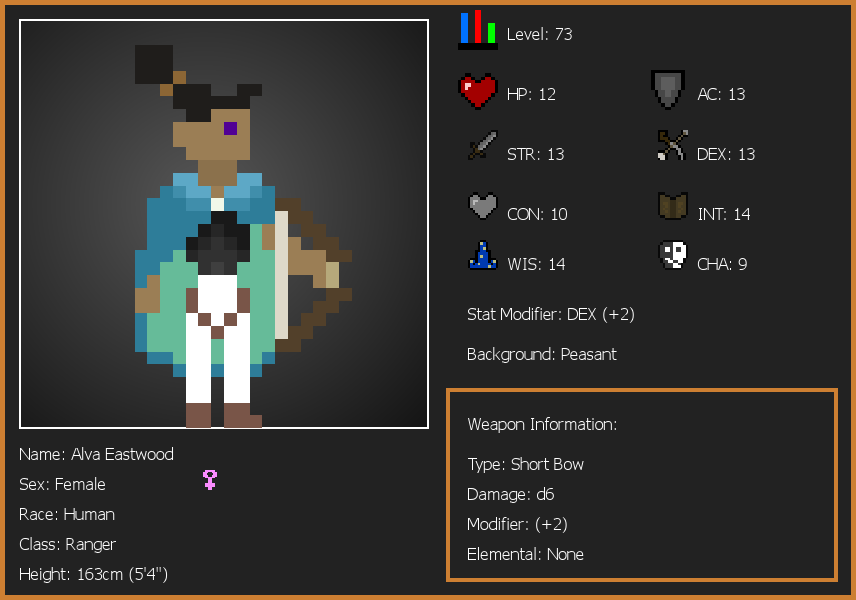 Level: 73
HP: 12
AC: 13
STR: 13
DEX: 13
CON: 10
INT: 14
WIS: 14
CHA: 9
Stat Modifier: DEX (+2)
Background: Peasant
Weapon Information:
Type: Short Bow
Damage: d6
Modifier: (+2)
Elemental: None
Name: Alva Eastwood
Sex: Female
Race: Human
Class: Ranger
Height: 163cm (5'4")